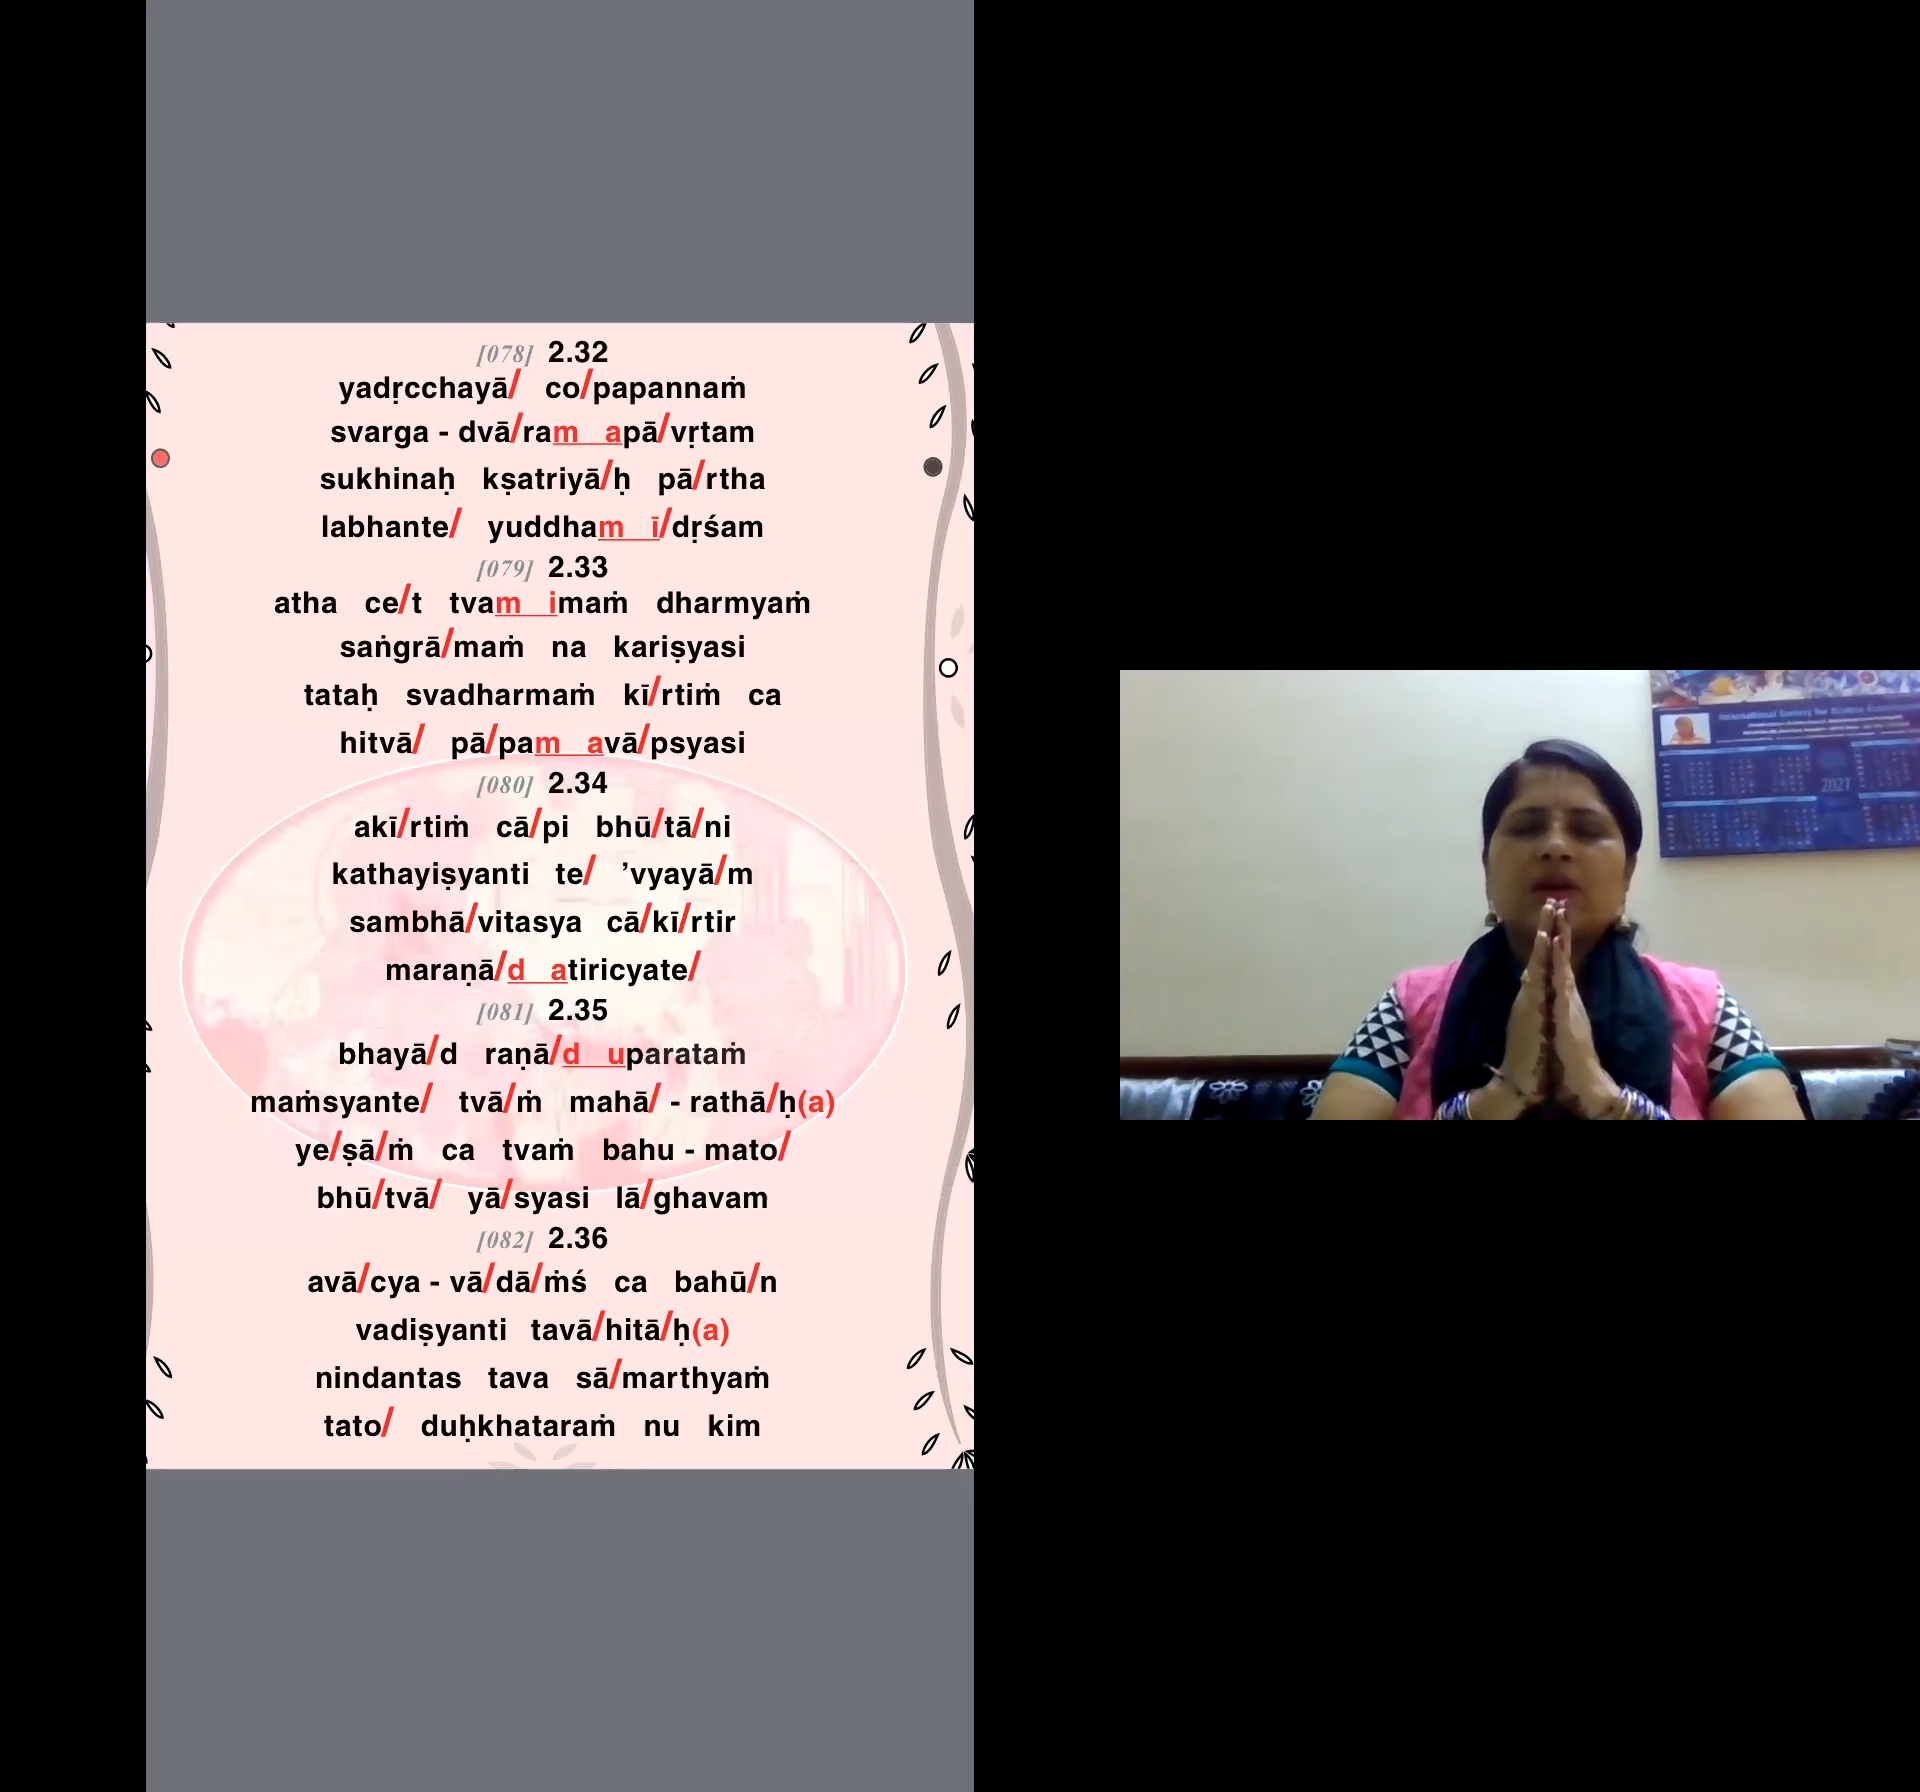 [078] 2.32
yadṛcchayā/ co/papannaṁ
svarga - dvā/ram apā/vṛtam
sukhinaḥ kṣatriyā/ḥ pā/rtha
labhante/ yuddham ī/dṛśam
[079] 2.33
atha ce/t tvam imaṁ dharmyaṁ
saṅgrā/maṁ na kariṣyasi
tataḥ svadharmaṁ kī/rtiṁ ca
hitvā/ pā/pam avā/psyasi
[080] 2.34
akī/rtiṁ cā/pi bhū/tā/ni
kathayiṣyanti te/ ’vyayā/m
sambhā/vitasya cā/kī/rtir
maraṇā/d atiricyate/
[081] 2.35
bhayā/d raṇā/d uparataṁ
maṁsyante/ tvā/ṁ mahā/ - rathā/ḥ(a)
ye/ṣā/ṁ ca tvaṁ bahu - mato/
bhū/tvā/ yā/syasi lā/ghavam
[082] 2.36
avā/cya - vā/dā/ṁś ca bahū/n
vadiṣyanti tavā/hitā/ḥ(a)
nindantas tava sā/marthyaṁ
tato/ duḥkhataraṁ nu kim
International Society for Krishna
2021